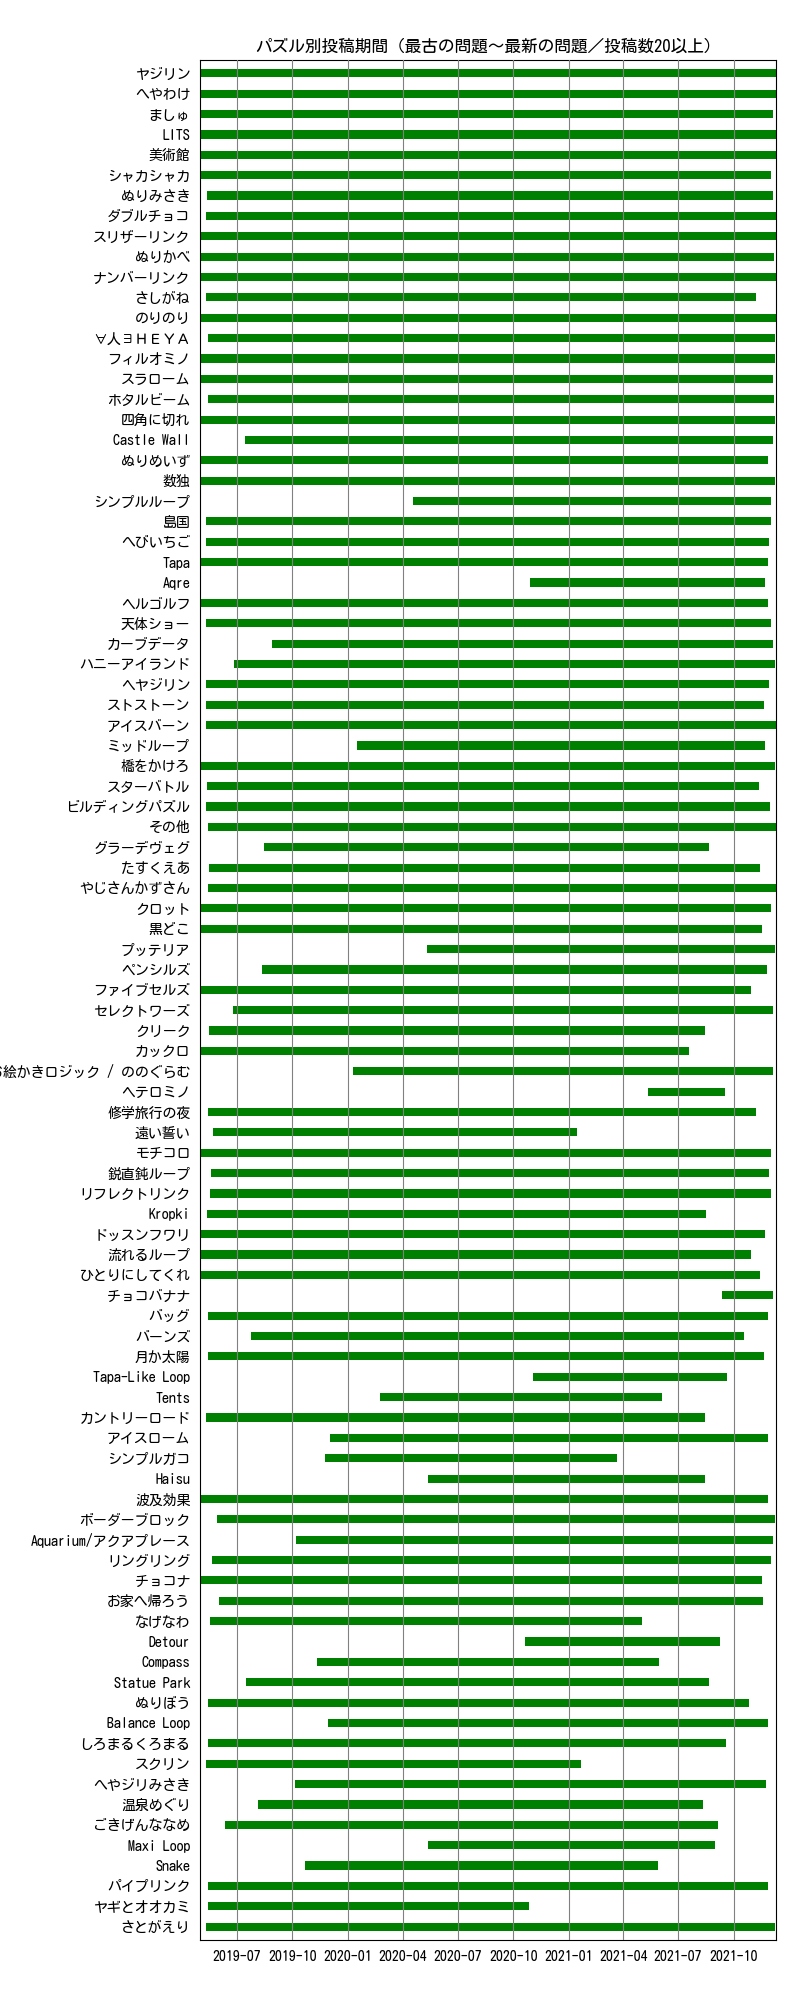 パズル別投稿期間（最古の問題～最新の問題／投稿数20以上）
ヤジリン
へやわけ
ましゅ
LITS
美術館
シャカシャカ
ぬりみさき
ダブルチョコ
スリザーリンク
ぬりかべ
ナンバーリンク
さしがね
のりのり
∀人∃ＨＥＹＡ
フィルオミノ
スラローム
ホタルビーム
四角に切れ
Castle Wall
ぬりめいず
数独
シンプルループ
島国
へびいちご
Tapa
Aqre
ヘルゴルフ
天体ショー
カーブデータ
ハニーアイランド
ヘヤジリン
ストストーン
アイスバーン
ミッドループ
橋をかけろ
スターバトル
ビルディングパズル
その他
グラーデヴェグ
たすくえあ
やじさんかずさん
クロット
黒どこ
プッテリア
ペンシルズ
ファイブセルズ
セレクトワーズ
クリーク
カックロ
絵かきロジック / ののぐらむ
ヘテロミノ
修学旅行の夜
遠い誓い
モチコロ
鋭直鈍ループ
リフレクトリンク
Kropki
ドッスンフワリ
流れるループ
ひとりにしてくれ
チョコバナナ
バッグ
バーンズ
月か太陽
Tapa-Like Loop
Tents
カントリーロード
アイスローム
シンプルガコ
Haisu
波及効果
ボーダーブロック
Aquarium/アクアプレース
リングリング
チョコナ
お家へ帰ろう
なげなわ
Detour
Compass
Statue Park
ぬりぼう
Balance Loop
しろまるくろまる
スクリン
へやジリみさき
温泉めぐり
ごきげんななめ
Maxi Loop
Snake
パイプリンク
ヤギとオオカミ
さとがえり
2019-07 2019-10 2020-01 2020-04 2020-07 2020-10 2021-01 2021-04 2021-07 2021-10